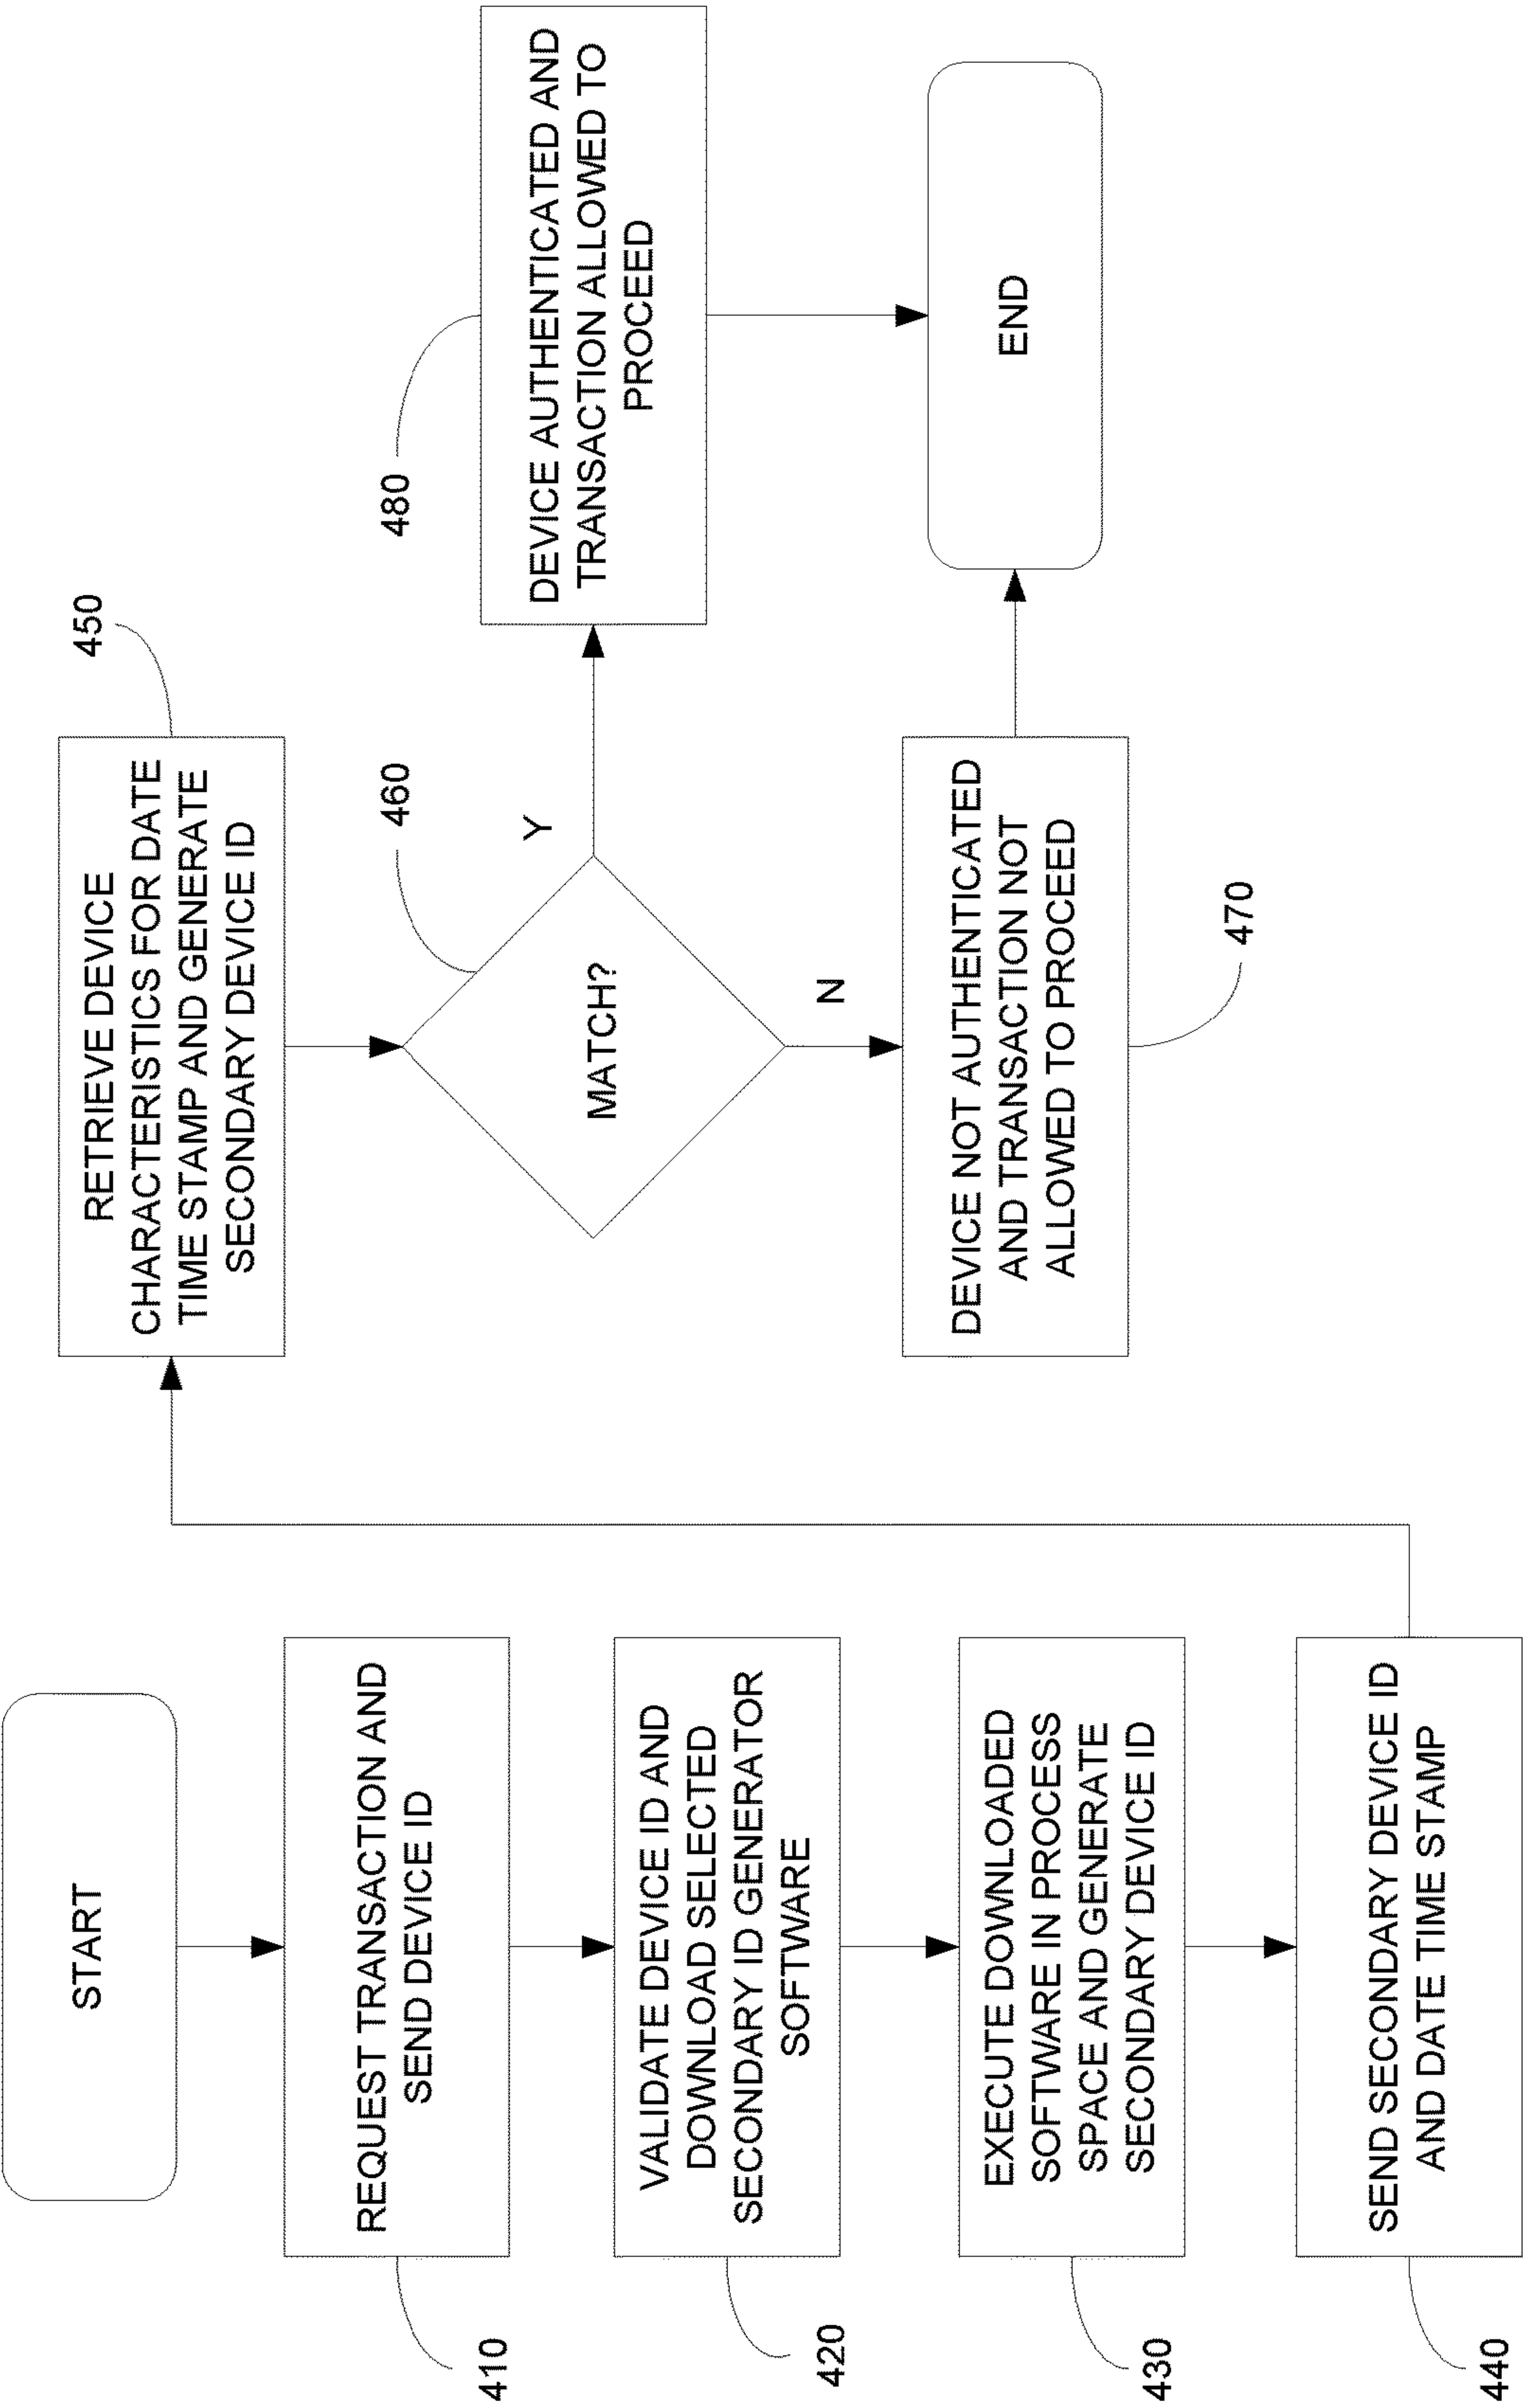 START
REQUEST TRANSACTION AND
SEND DEVICE ID
410
VALIDATE DEVICE ID AND
DOWNLOAD SELECTED
SECONDARY ID GENERATOR
SOFTWARE
420
EXECUTE DOWNLOADED
SOFTWARE IN PROCESS
SPACE AND GENERATE
SECONDARY DEVICE ID
430
SEND SECONDARY DEVICE ID
AND DATE TIME STAMP
440
RETRIEVE DEVICE
CHARACTERISTICS FOR DATE
TIME STAMP AND GENERATE
SECONDARY DEVICE ID
450
MATCH?
460
Y
N
DEVICE NOT AUTHENTICATED
AND TRANSACTION NOT
ALLOWED TO PROCEED
470
DEVICE AUTHENTICATED AND
TRANSACTION ALLOWED TO
PROCEED
480
END